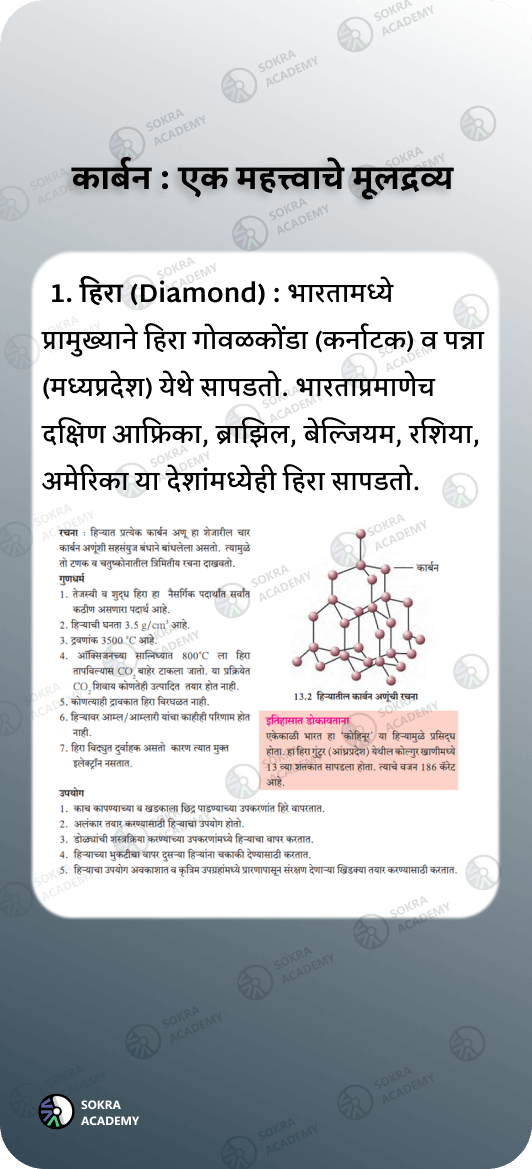 कार्बन : एक महत्त्वाचे मूलद्रव्य
1. हिरा (Diamond) : भारतामध्ये
प्रामुख्याने हिरा गोवळकोंडा (कर्नाटक) व पन्ना
(मध्यप्रदेश) येथे सापडतो. भारताप्रमाणेच
दक्षिण आफ्रिका, ब्राझिल, बेल्जियम, रशिया,
अमेरिका या देशांमध्येही हिरा सापडतो.
रचना : हिऱ्यात प्रत्येक कार्बन अणू हा शेजारील चार
कार्बन अणूंशी सहसंयुज बंधाने बांधलेला असतो. त्यामुळे
तो टणक व चतुष्कोनातील त्रिमितीय रचना दाखवतो.
गुणधर्म
1. तेजस्वी व शुद्ध हिरा हा नैसर्गिक पदार्थांत सर्वांत
कठीण असणारा पदार्थ आहे.
2. हिऱ्याची घनता 3.5 g/cm³ आहे.
3. द्रवणांक 3500 °C आहे.
4. ऑक्सिजनच्या सान्निध्यात 800°C ला हिरा
तापविल्यास CO₂ बाहेर टाकला जातो. या प्रक्रियेत
CO₂ शिवाय कोणतेही उत्पादित तयार होत नाही.
5. कोणत्याही द्रावकात हिरा विरघळत नाही.
6. हिऱ्यावर आम्ल /आम्लारी यांचा काहीही परिणाम होत
नाही.
7. हिरा विद्युत दुर्वाहक असतो कारण त्यात मुक्त
इलेक्ट्रॉन नसतात.
कार्बन
13.2 हिऱ्यातील कार्बन अणूंची रचना
इतिहासात डोकावताना
एकेकाळी भारत हा 'कोहिनूर' या हिऱ्यामुळे प्रसिद्ध
होता. हा हिरा गुंटूर (आंध्रप्रदेश) येथील कोल्लुर खाणीमध्ये
13 व्या शतकात सापडला होता. त्याचे वजन 186 कॅरेट
आहे.
उपयोग
1. काच कापण्याच्या व खडकाला छिद्र पाडण्याच्या उपकरणांत हिरे वापरतात.
2. अलंकार तयार करण्यासाठी हिऱ्याचा उपयोग होतो.
3. डोळ्यांची शस्त्रक्रिया करण्याच्या उपकरणांमध्ये हिऱ्याचा वापर करतात.
4. हिऱ्याच्या भुकटीचा वापर दुसऱ्या हिऱ्यांना चकाकी देण्यासाठी करतात.
5. हिऱ्याचा उपयोग अवकाशात व कृत्रिम उपग्रहांमध्ये प्रारणापासून संरक्षण देणाऱ्या खिडक्या तयार करण्यासाठी करतात.
SOKRA
ACADEMY